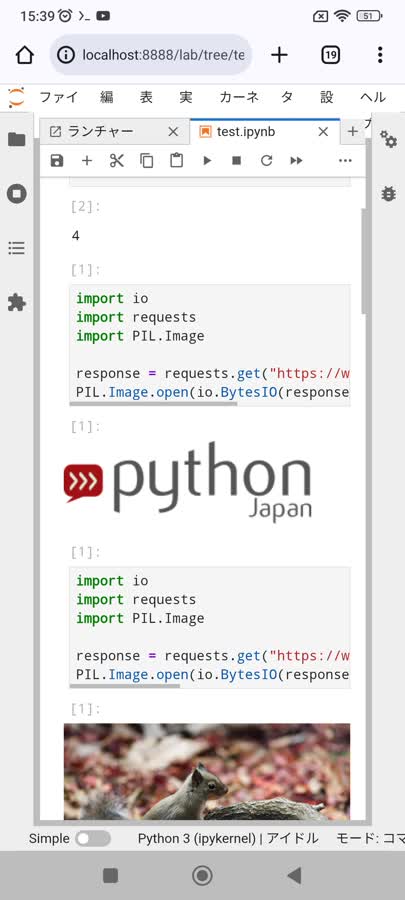 15:39
51
localhost:8888/lab/tree/te
19
ファイ 編 表 実 カーネ タ 設 ヘル
ランチャー
test.ipynb
[2]:
4
[1]:
import io
import requests
import PIL.Image
response = requests.get("https://w
PIL.Image.open(io.BytesIO(response
[1]:
python
Japan
[1]:
import io
import requests
import PIL.Image
response = requests.get("https://w
PIL.Image.open(io.BytesIO(response
[1]:
Simple
Python 3 (ipykernel) | アイドル
モード: コマ